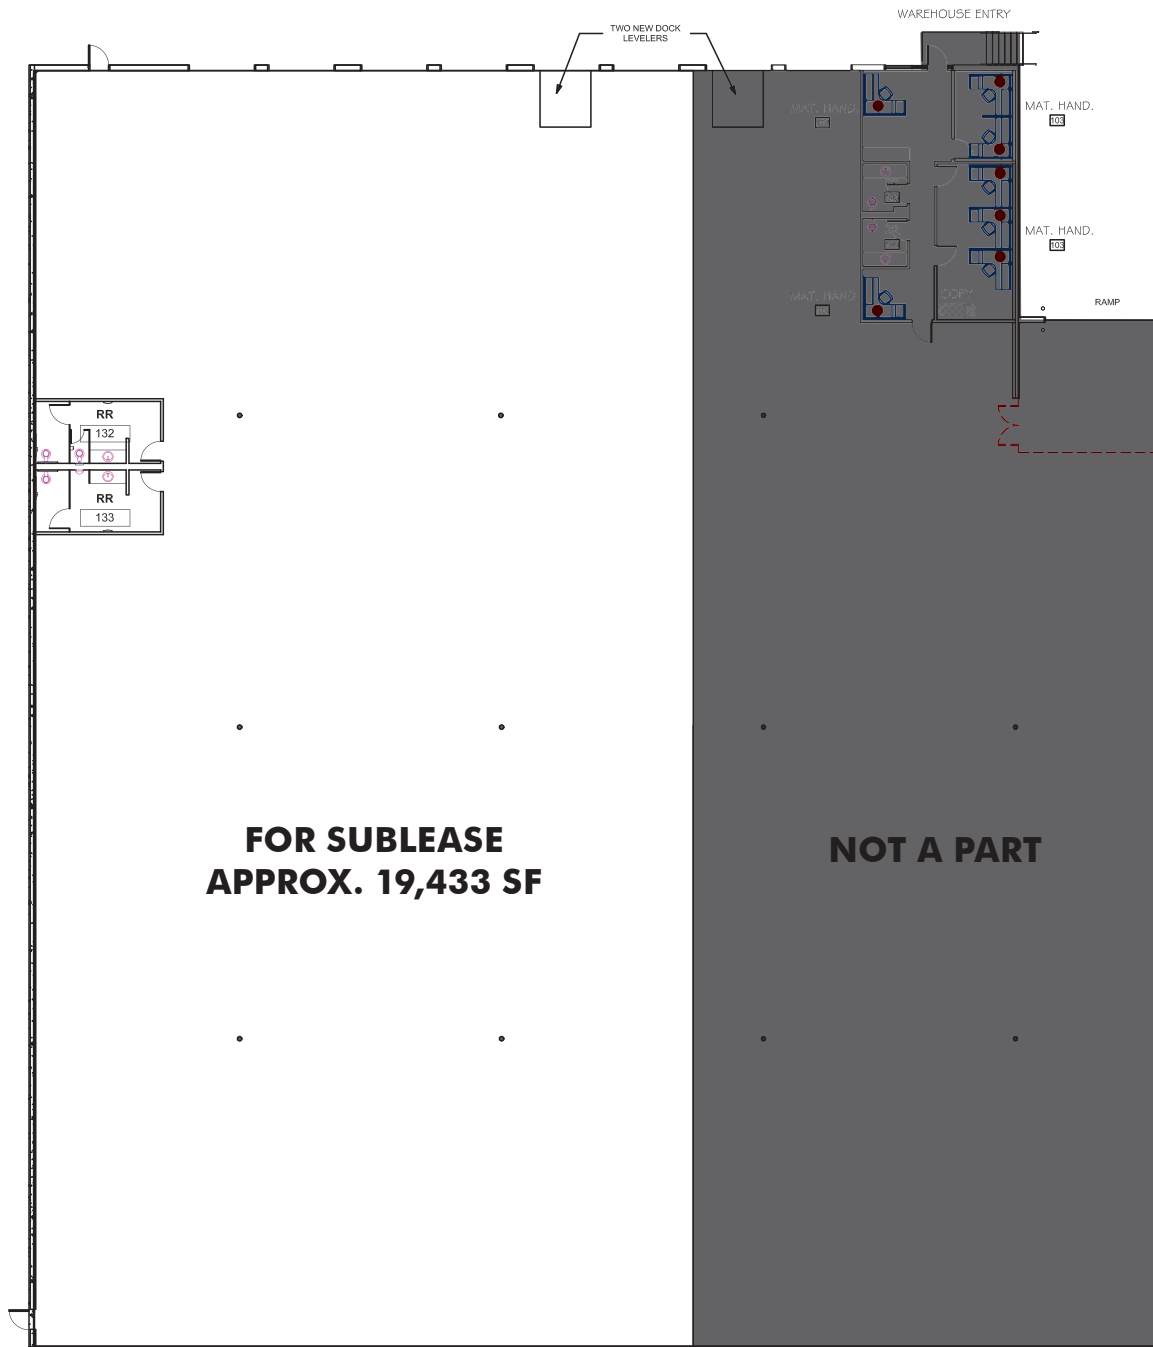 WAREHOUSE ENTRY
TWO NEW DOCK
LEVELERS
MAT. HAND.
MAT. HAND.
103
MAT. HAND.
103
MAT. HAND.
COPY
RAMP
RR
132
RR
133
FOR SUBLEASE
APPROX. 19,433 SF
NOT A PART